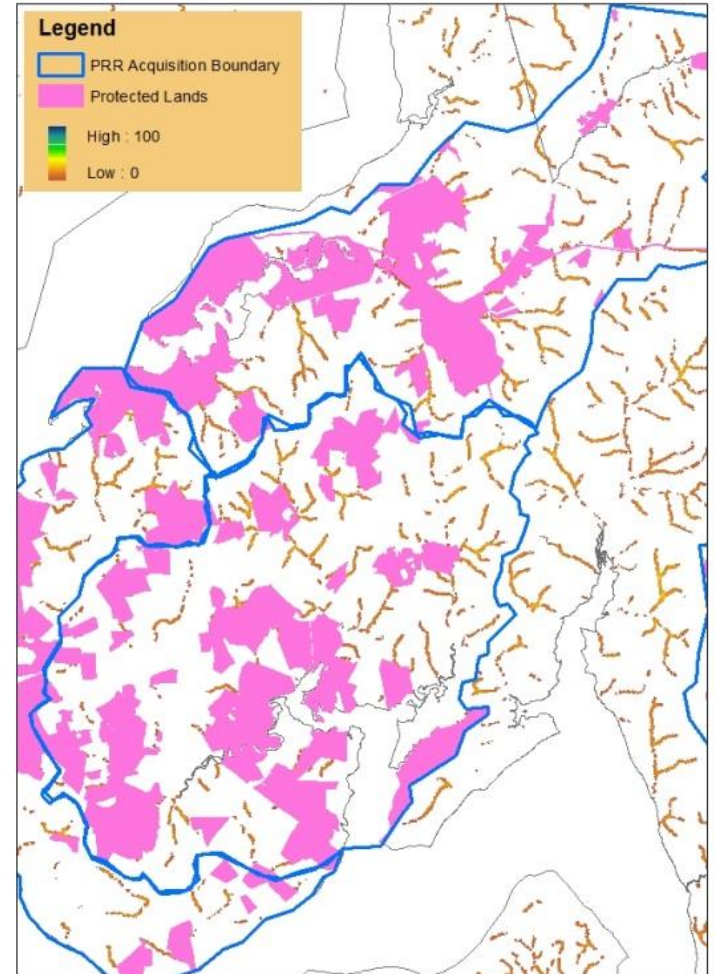 Legend
PRR Acquisition Boundary
Protected Lands
High : 100
Low : 0